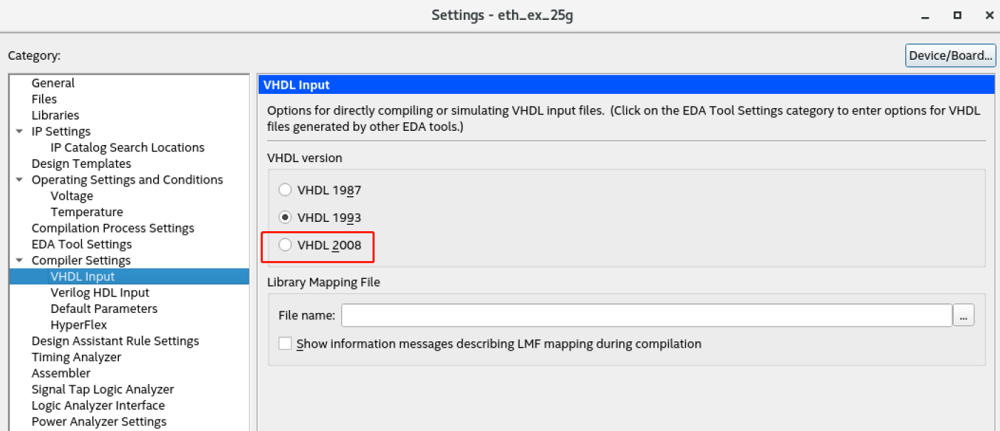 Settings - eth_ex_25g
Category:
Device/Board...
General
Files
Libraries
IP Settings
IP Catalog Search Locations
Design Templates
Operating Settings and Conditions
Voltage
Temperature
Compilation Process Settings
EDA Tool Settings
Compiler Settings
VHDL Input
Verilog HDL Input
Default Parameters
HyperFlex
Design Assistant Rule Settings
Timing Analyzer
Assembler
Signal Tap Logic Analyzer
Logic Analyzer Interface
Power Analyzer Settings
VHDL Input
Options for directly compiling or simulating VHDL input files. (Click on the EDA Tool Settings category to enter options for VHDL
files generated by other EDA tools.)
VHDL version
VHDL 1987
VHDL 1993
VHDL 2008
Library Mapping File
File name:
...
Show information messages describing LMF mapping during compilation